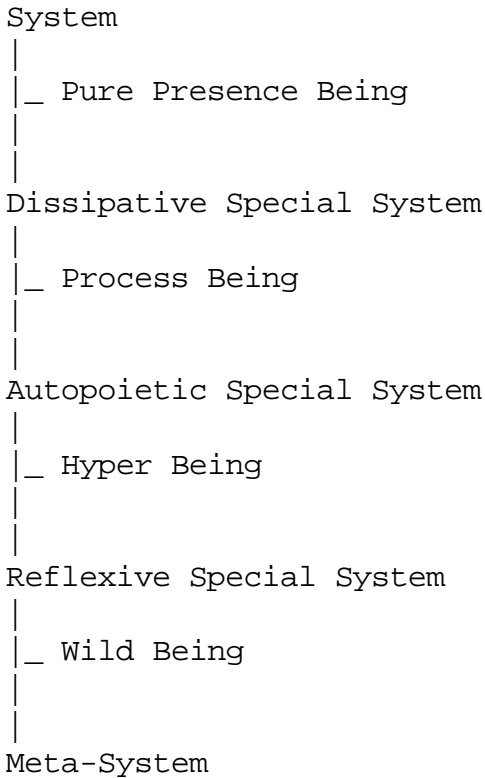 System
|
|_ Pure Presence Being
|
|
Dissipative Special System
|
|_ Process Being
|
|
Autopoietic Special System
|
|_ Hyper Being
|
|
Reflexive Special System
|
|_ Wild Being
|
|
Meta-System